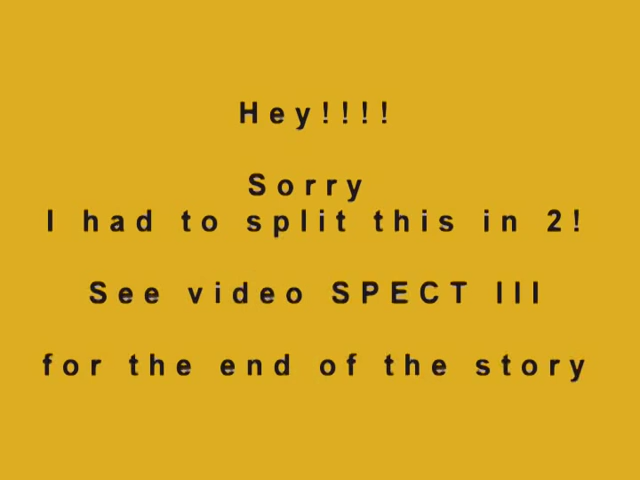 Hey!!!!
Sorry
I had to split this in 2!
See video SPECT III
for the end of the story